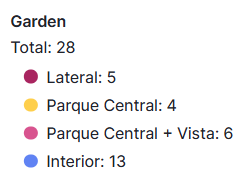 Garden
Total: 28
Lateral: 5
Parque Central: 4
Parque Central + Vista: 6
Interior: 13